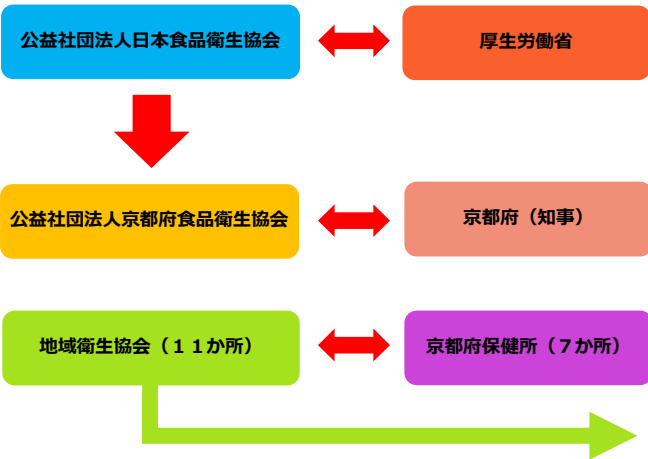 公益社団法人日本食品衛生協会
厚生労働省
公益社団法人京都府食品衛生協会
京都府（知事）
地域衛生協会（１１か所）
京都府保健所（７か所）